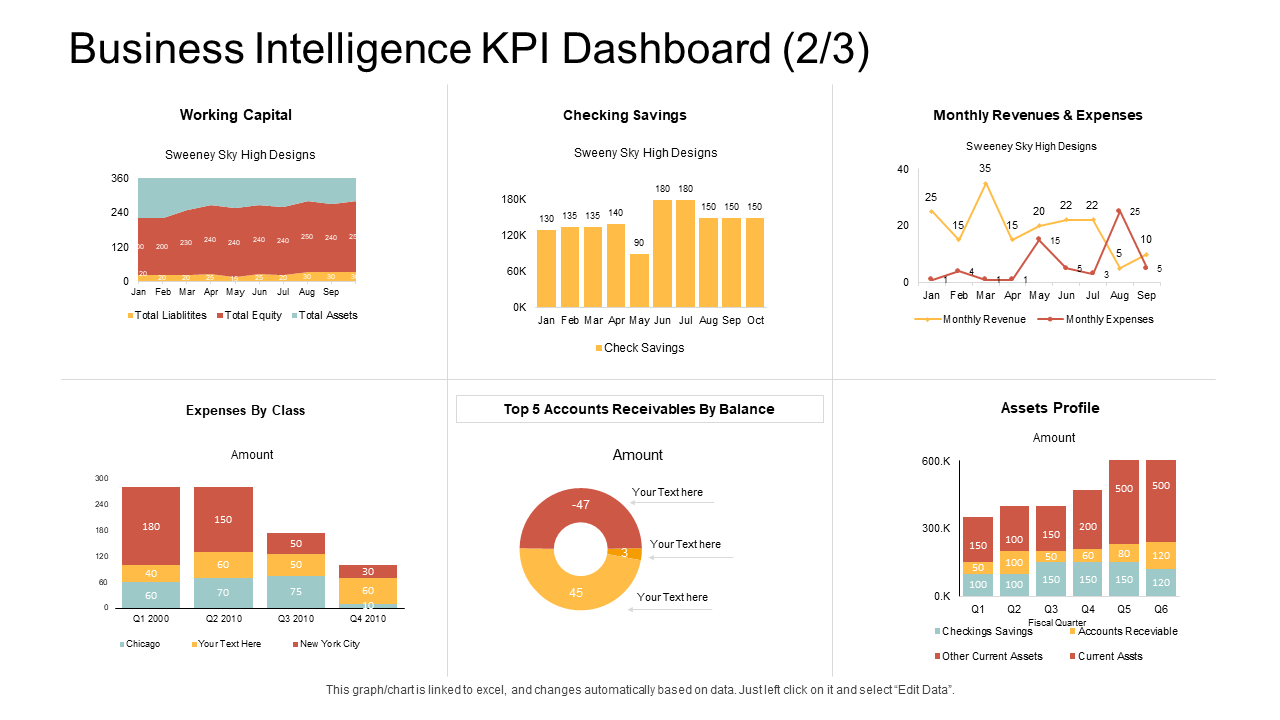 Business Intelligence KPI Dashboard (2/3)
Working Capital
Sweeney Sky High Designs
360
240
120
0
200 230 240 240 240 240 250 240
20 20 20 25 15 25 20 30 30
Jan Feb Mar Apr May Jun Jul Aug Sep
Total Liablitites Total Equity Total Assets
Checking Savings
Sweeny Sky High Designs
180K
120K
60K
0K
130 135 135 140 90 180 180 150 150 150
Jan Feb Mar Apr May Jun Jul Aug Sep Oct
Check Savings
Monthly Revenues & Expenses
Sweeney Sky High Designs
40
20
0
25 15 35 15 20 22 22 5 10
1 4 1 1 15 5 3 25 5
Jan Feb Mar Apr May Jun Jul Aug Sep
Monthly Revenue Monthly Expenses
Expenses By Class
Amount
300
240
180
120
60
0
180 150 50 30
40 60 50 60
60 70 75 10
Q1 2000 Q2 2010 Q3 2010 Q4 2010
Chicago Your Text Here New York City
Top 5 Accounts Receivables By Balance
Amount
-47
3
45
Your Text here
Your Text here
Your Text here
Assets Profile
Amount
600.K
300.K
0.K
150 100 150 200 500 500
50 100 50 60 80 120
100 100 150 150 150 120
Q1 Q2 Q3 Q4 Q5 Q6
Fiscal Quarter
Checkings Savings Accounts Receviable
Other Current Assets Current Assts
This graph/chart is linked to excel, and changes automatically based on data. Just left click on it and select “Edit Data”.